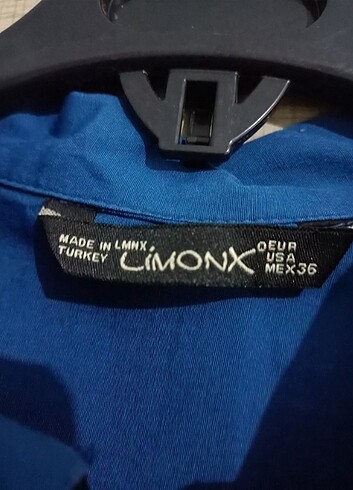 MADE IN LMNX
TURKEY
LiMONX
EUR
USA
MEX36